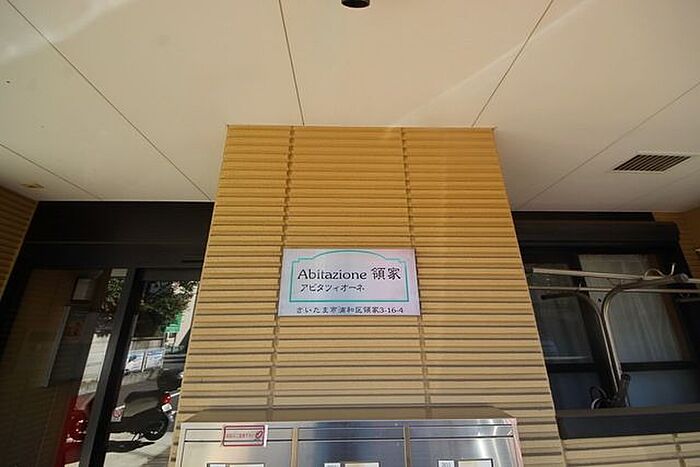 Abitazione 領家
アビタツィオーネ
さいたま市浦和区領家3-16-4